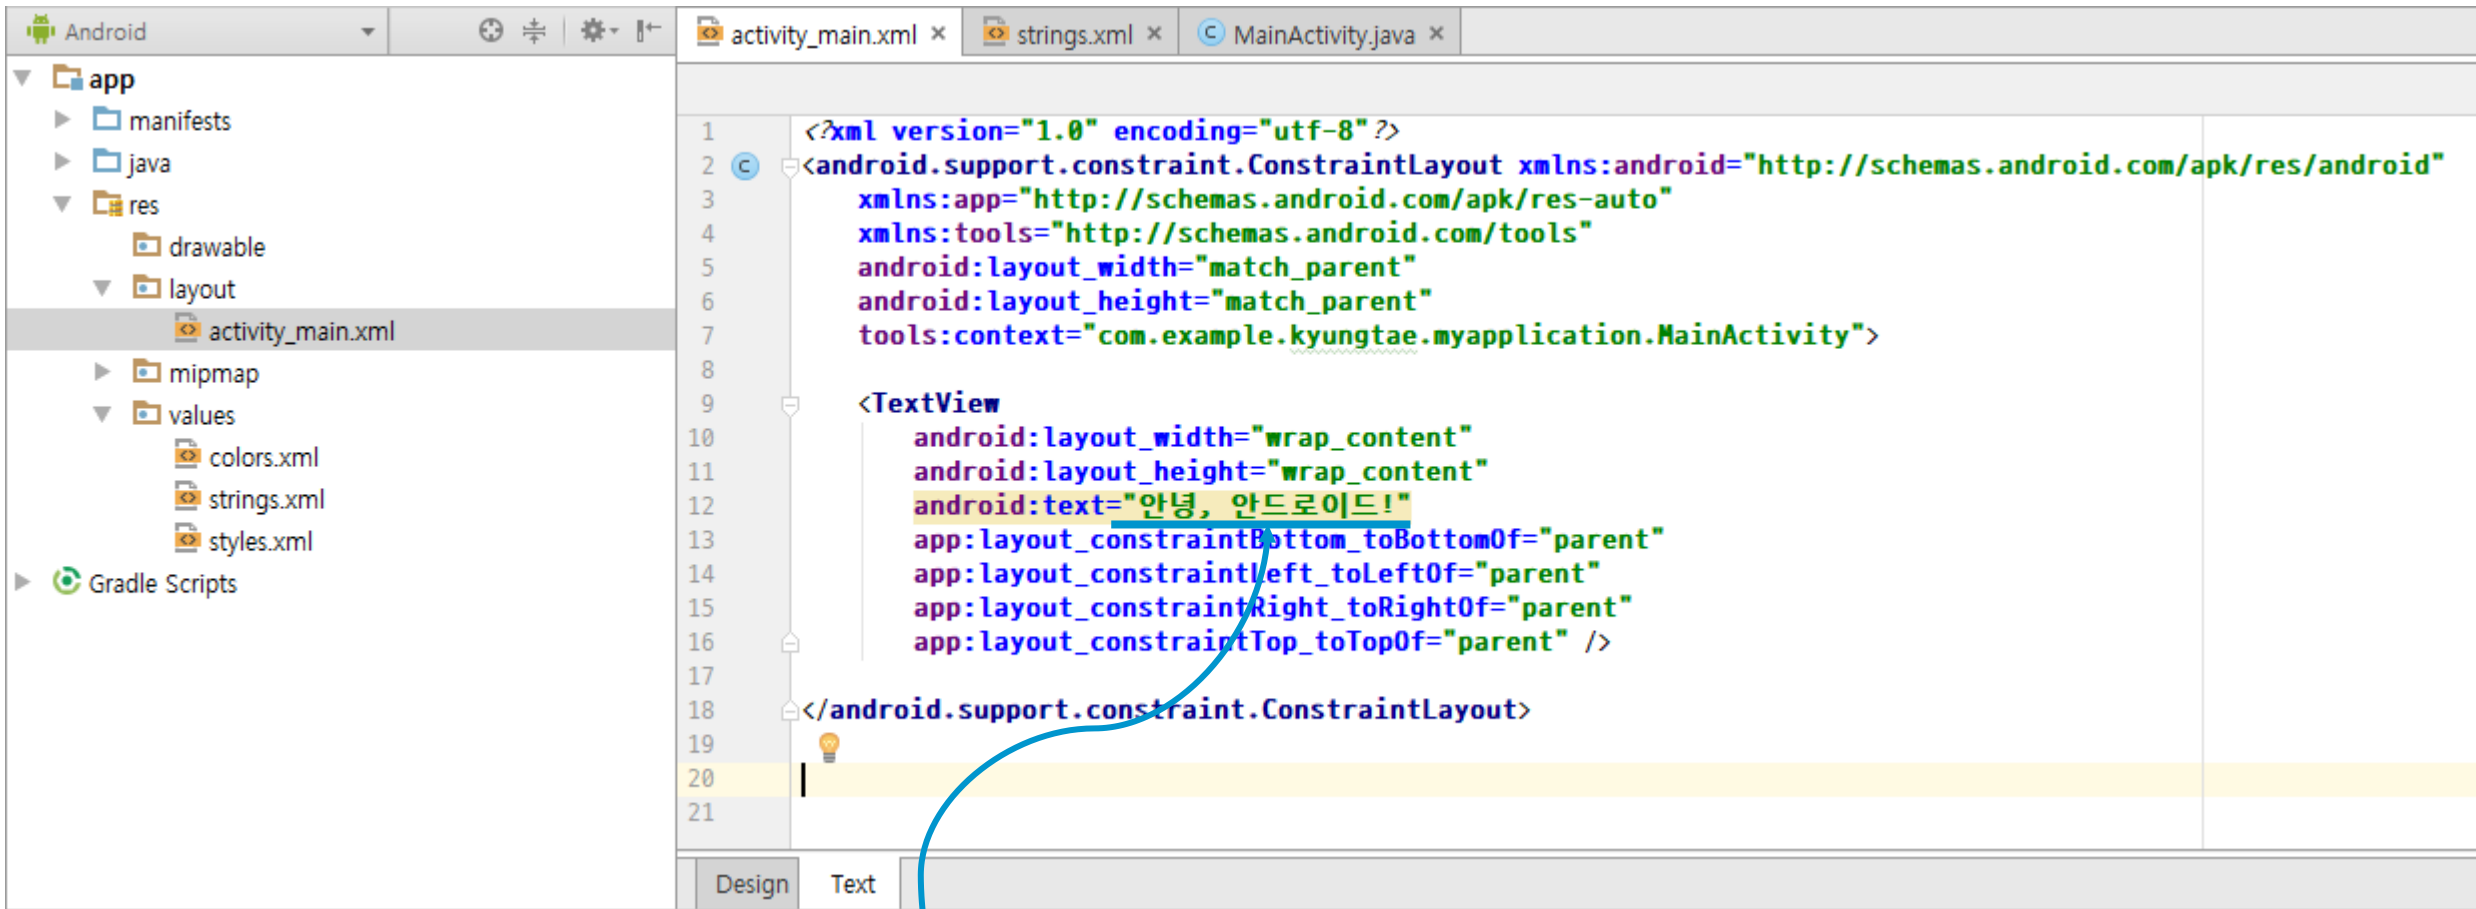 Android
activity_main.xml
strings.xml
MainActivity.java
app
manifests
java
res
drawable
layout
activity_main.xml
mipmap
values
colors.xml
strings.xml
styles.xml
Gradle Scripts
1 <?xml version="1.0" encoding="utf-8"?>
2 C <android.support.constraint.ConstraintLayout xmlns:android="http://schemas.android.com/apk/res/android"
3 xmlns:app="http://schemas.android.com/apk/res-auto"
4 xmlns:tools="http://schemas.android.com/tools"
5 android:layout_width="match_parent"
6 android:layout_height="match_parent"
7 tools:context="com.example.kyungtae.myapplication.MainActivity">
8
9 <TextView
10 android:layout_width="wrap_content"
11 android:layout_height="wrap_content"
12 android:text="안녕, 안드로이드!"
13 app:layout_constraintBottom_toBottomOf="parent"
14 app:layout_constraintLeft_toLeftOf="parent"
15 app:layout_constraintRight_toRightOf="parent"
16 app:layout_constraintTop_toTopOf="parent" />
17
18 </android.support.constraint.ConstraintLayout>
19
20
21
Design Text